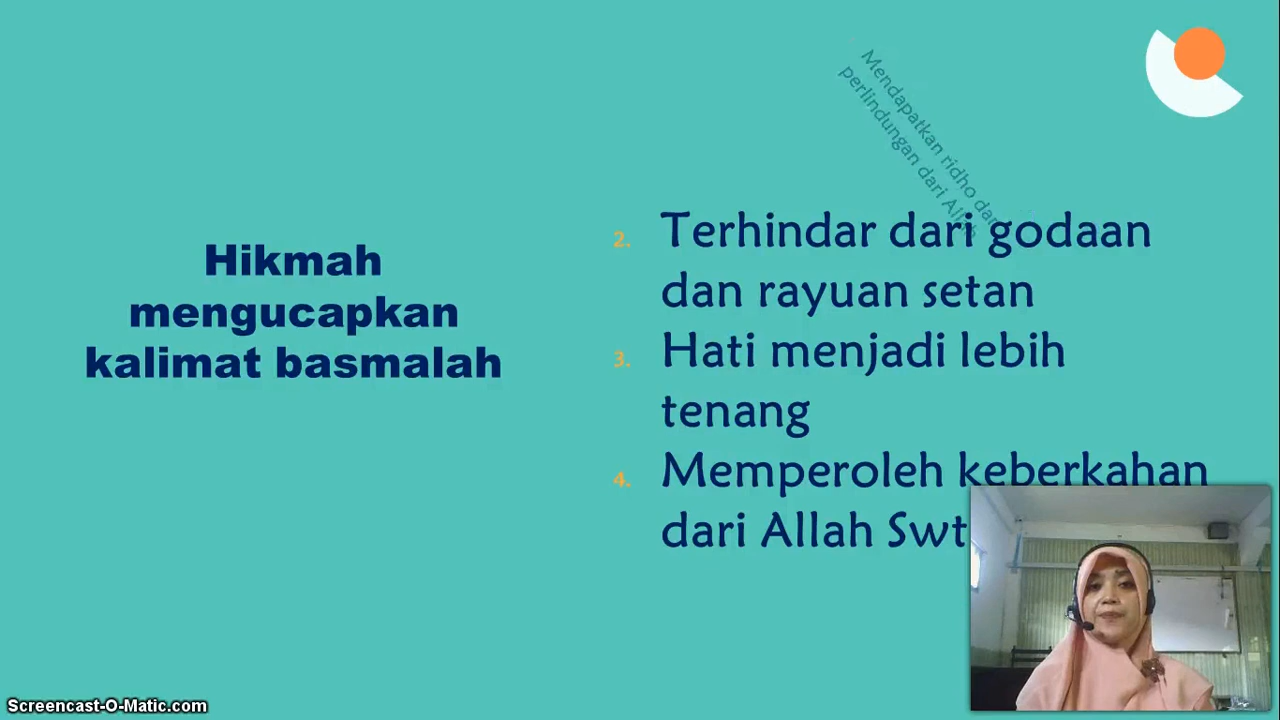 Hikmah
mengucapkan
kalimat basmalah
Mendapatkan ridho dan
perlindungan dari Allah
2. Terhindar dari godaan
dan rayuan setan
3. Hati menjadi lebih
tenang
4. Memperoleh keberkahan
dari Allah Swt
Screencast-O-Matic.com